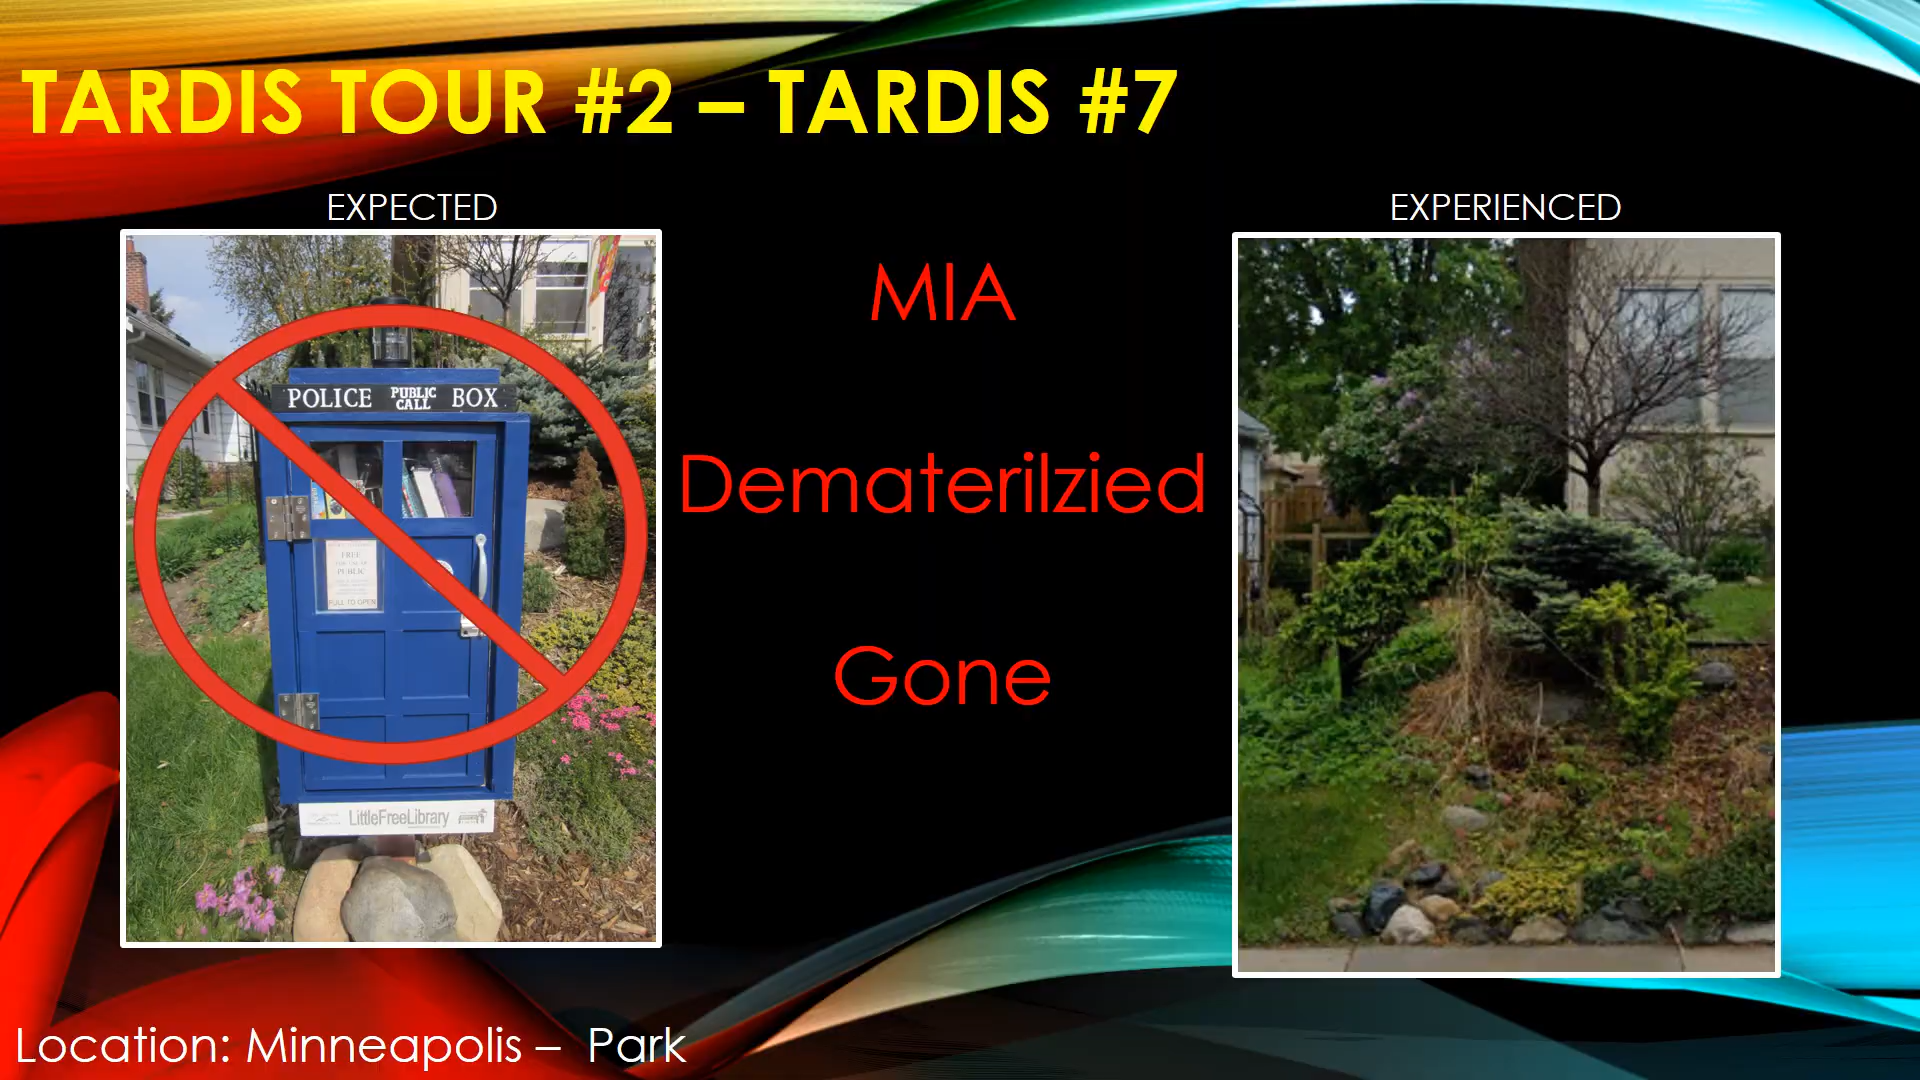 TARDIS TOUR #2 – TARDIS #7
EXPECTED
EXPERIENCED
MIA
Dematerilzied
Gone
POLICE PUBLIC CALL BOX
FREE
PUBLIC
PULL TO OPEN
LittleFreeLibrary
Location: Minneapolis – Park